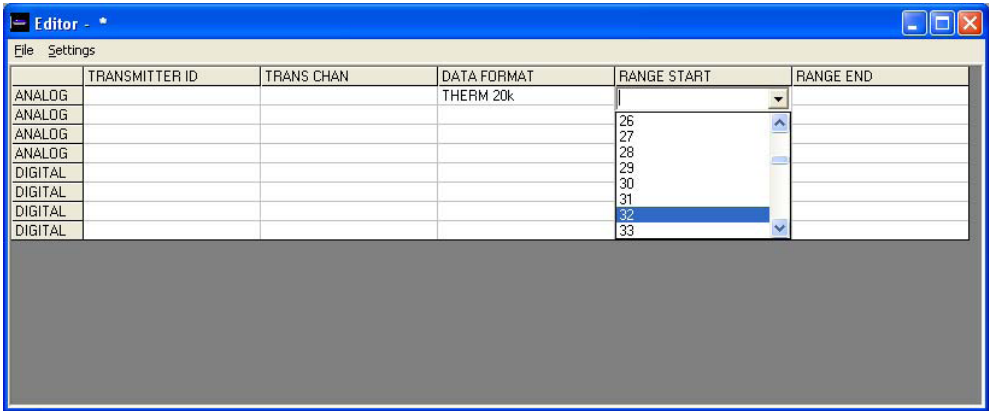 Editor - *
File Settings
TRANSMITTER ID TRANS CHAN DATA FORMAT RANGE START RANGE END
ANALOG THERM 20k
ANALOG 26
27
ANALOG 28
ANALOG 29
DIGITAL 30
DIGITAL 31
DIGITAL 32
DIGITAL 33